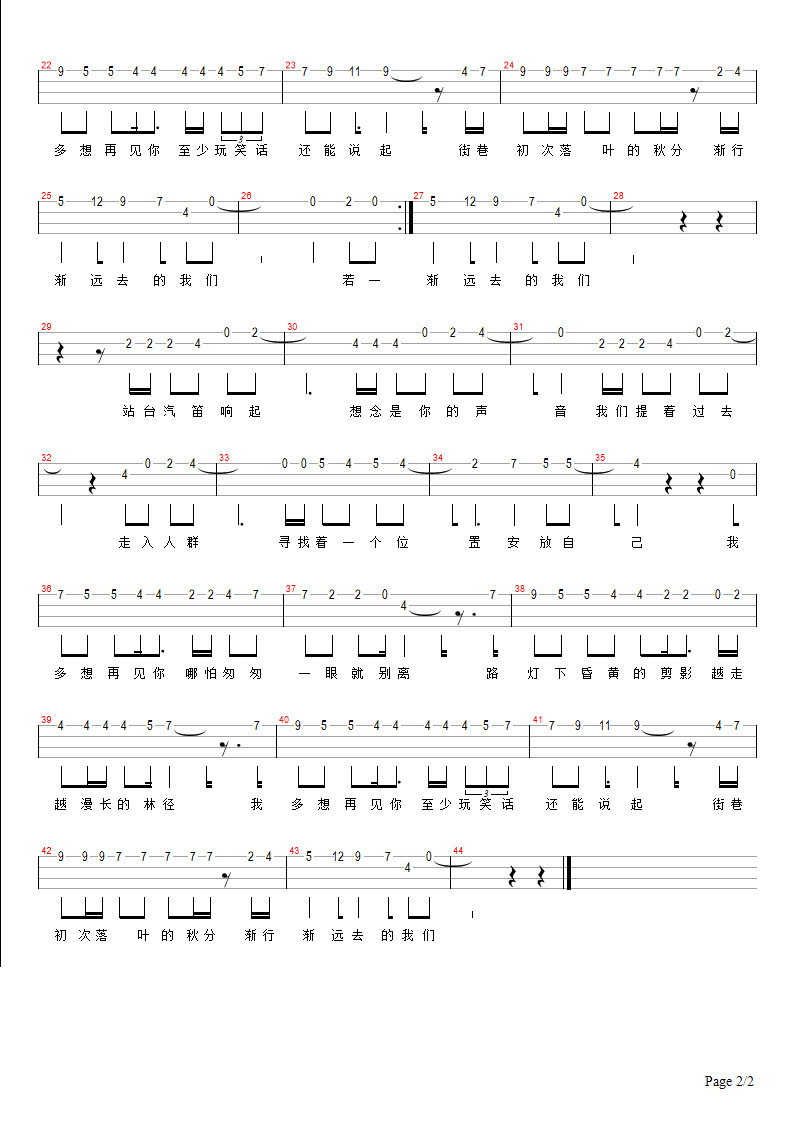 22 9 5 5 4 4 4 4 4 5 7 23 7 9 11 9 4 7 24 9 9 9 7 7 7 7 7 2 4
3
多想再见你 至少玩笑话 还能说起 街巷 初次落 叶的秋分 渐行
25 5 12 9 7 4 0 26 0 2 0 27 5 12 9 7 4 0 28
渐 远去 的我们 若一 渐 远去 的我们
29 2 2 2 4 0 2 30 4 4 4 0 2 4 31 0 2 2 2 4 0 2
站台汽笛响起 想念是你的声 音 我们提着过去
32 4 0 2 4 33 0 0 5 4 5 4 34 2 7 5 5 35 4 0
走入人群 寻找着一个位 置 安放自 己 我
36 7 5 5 4 4 2 2 4 7 37 7 2 2 0 4 7 38 9 5 5 4 4 2 2 0 2
多想再见你 哪怕匆匆 一眼就别离 路 灯下昏黄的剪影 越走
39 4 4 4 4 5 7 7 40 9 5 5 4 4 4 4 4 5 7 41 7 9 11 9 4 7
3
越漫长的林径 我 多想再见你 至少玩笑话 还能说起 街巷
42 9 9 9 7 7 7 7 7 2 4 43 5 12 9 7 4 0 44
初次落 叶的秋分 渐行 渐 远去 的我们
Page 2/2